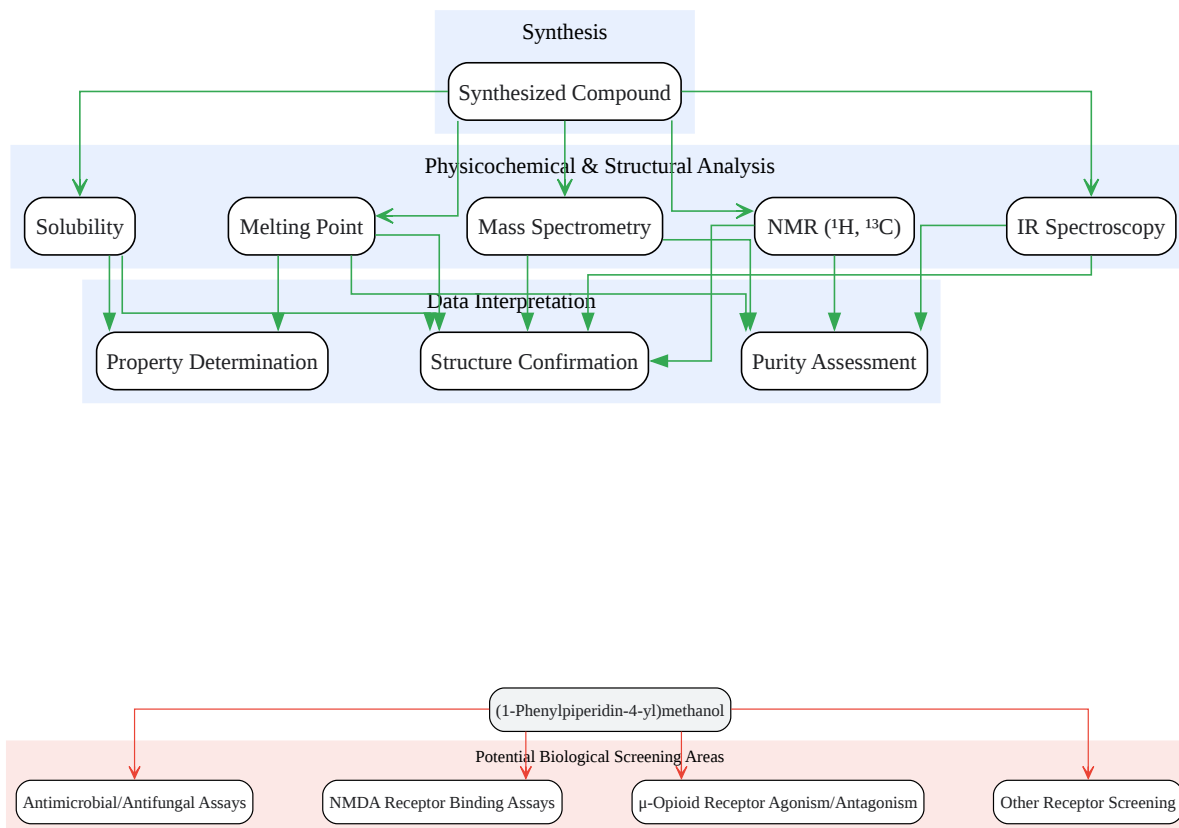 Synthesis
Synthesized Compound
Physicochemical & Structural Analysis
Solubility
Melting Point
Mass Spectrometry
NMR (¹H, ¹³C)
IR Spectroscopy
Data Interpretation
Property Determination
Structure Confirmation
Purity Assessment
(1-Phenylpiperidin-4-yl)methanol
Potential Biological Screening Areas
Antimicrobial/Antifungal Assays
NMDA Receptor Binding Assays
μ-Opioid Receptor Agonism/Antagonism
Other Receptor Screening